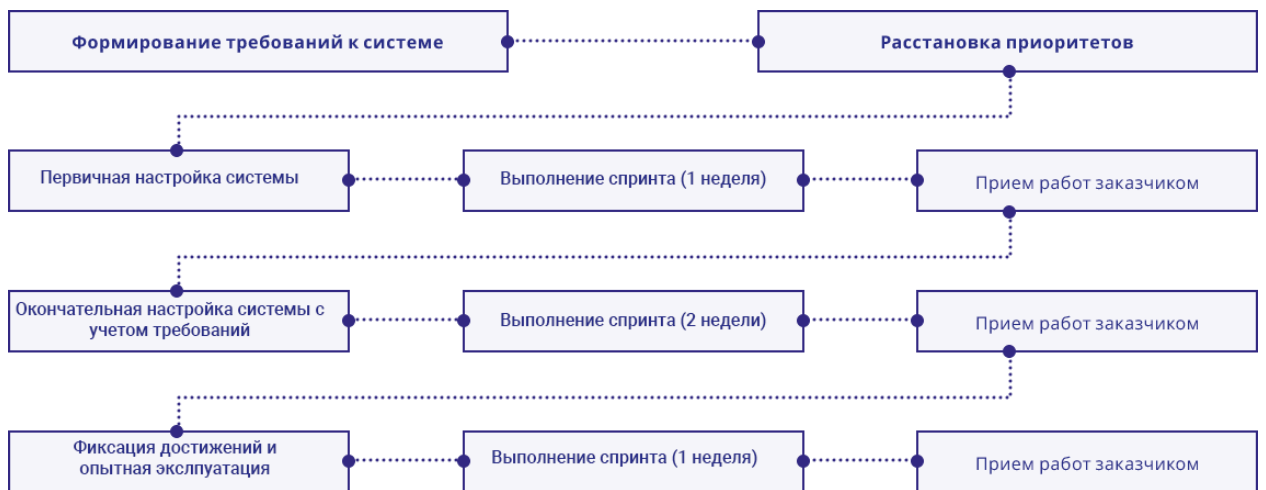 Формирование требований к системе
Расстановка приоритетов
Первичная настройка системы
Выполнение спринта (1 неделя)
Прием работ заказчиком
Окончательная настройка системы с
учетом требований
Выполнение спринта (2 недели)
Прием работ заказчиком
Фиксация достижений и
опытная экслпуатация
Выполнение спринта (1 неделя)
Прием работ заказчиком